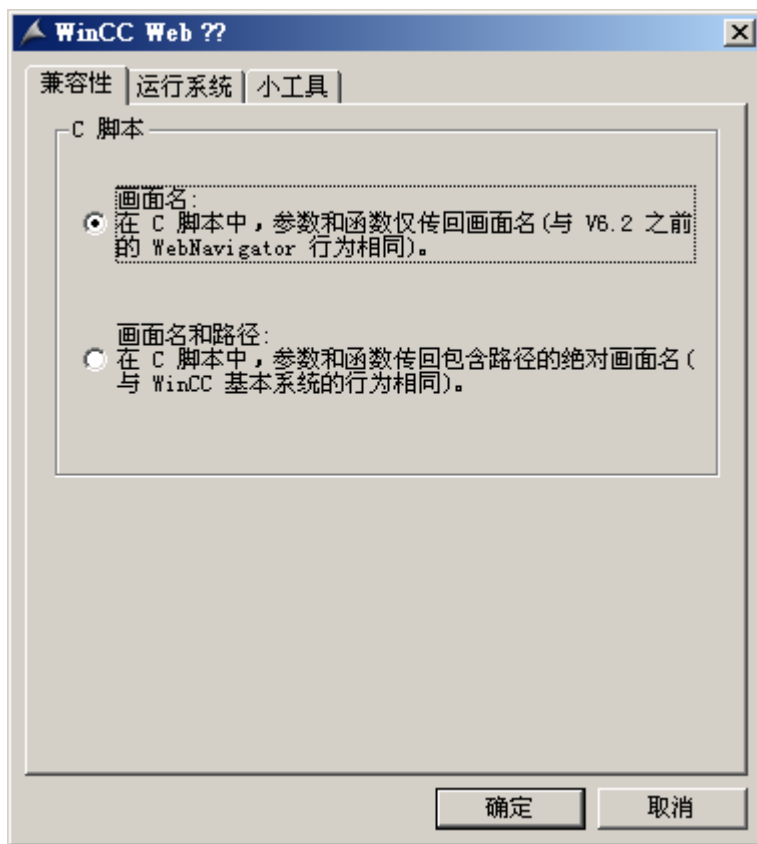 WinCC Web ??
兼容性 运行系统 小工具
C 脚本
画面名:
在 C 脚本中，参数和函数仅传回画面名(与 V6.2 之前
的 WebNavigator 行为相同)。
画面名和路径:
在 C 脚本中，参数和函数传回包含路径的绝对画面名(
与 WinCC 基本系统的行为相同)。
确定 取消